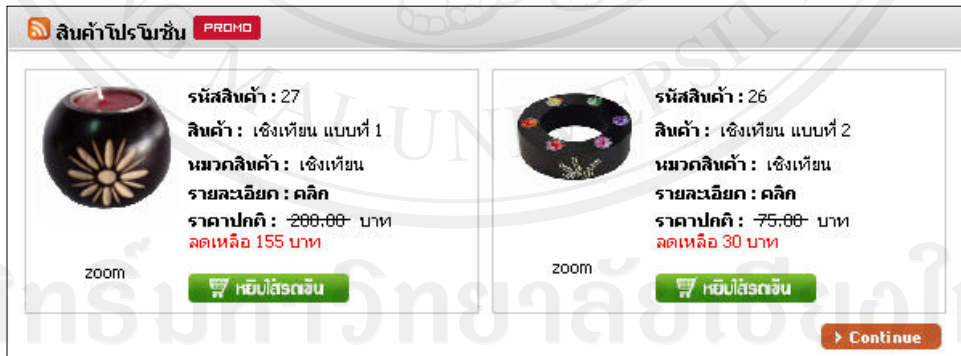 สินค้าโปรโมชั่น PROMO
รหัสสินค้า : 27
สินค้า : เชิงเทียน แบบที่ 1
หมวดสินค้า : เชิงเทียน
รายละเอียด : คลิก
ราคาปกติ : 200.00 บาท
ลดเหลือ 155 บาท
zoom
หยิบใส่รถเข็น
รหัสสินค้า : 26
สินค้า : เชิงเทียน แบบที่ 2
หมวดสินค้า : เชิงเทียน
รายละเอียด : คลิก
ราคาปกติ : 75.00 บาท
ลดเหลือ 30 บาท
zoom
หยิบใส่รถเข็น
Continue